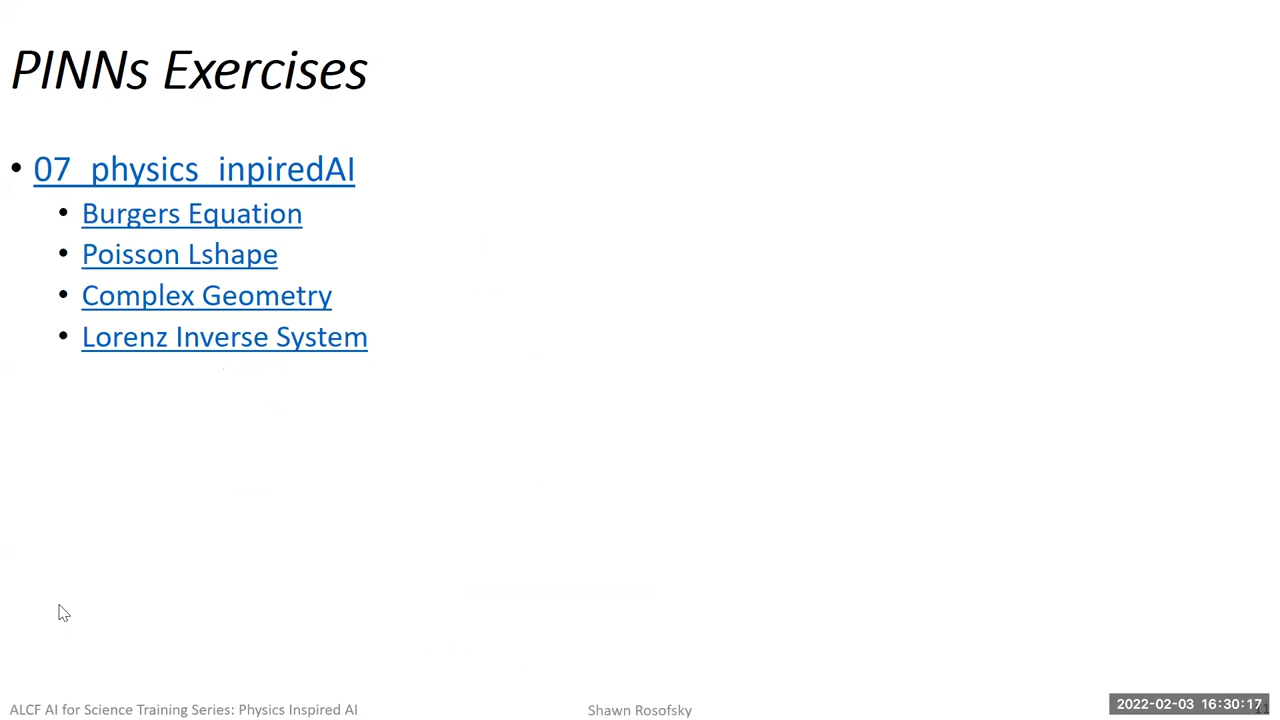 PINNs Exercises
• 07_physics_inpiredAI
• Burgers Equation
• Poisson Lshape
• Complex Geometry
• Lorenz Inverse System
ALCF AI for Science Training Series: Physics Inspired AI
Shawn Rosofsky
2022-02-03 16:30:17